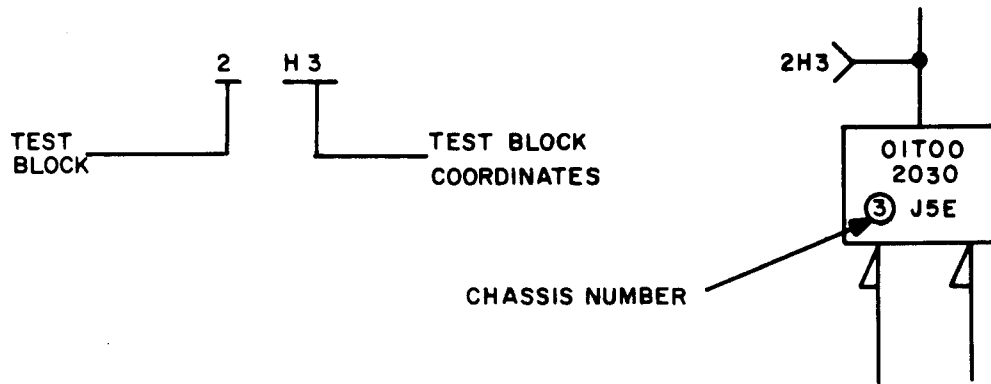 2 H3
TEST
BLOCK
TEST BLOCK
COORDINATES
2H3
01T00
2030
3 J5E
CHASSIS NUMBER